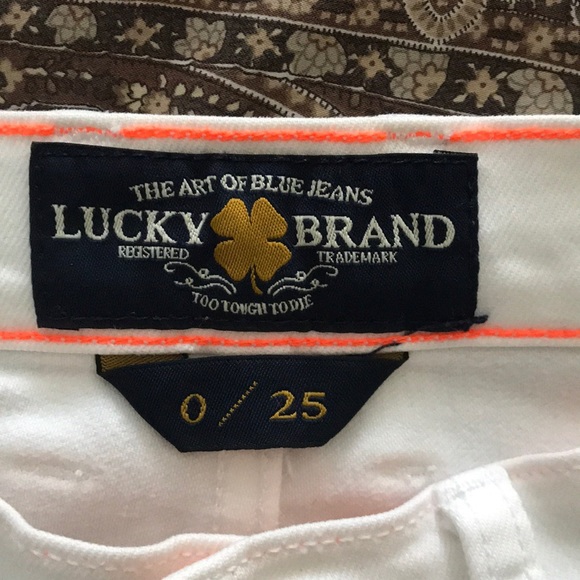 THE ART OF BLUE JEANS
LUCKY BRAND
REGISTERED TRADEMARK
TOO TOUGH TO DIE
0 / 25